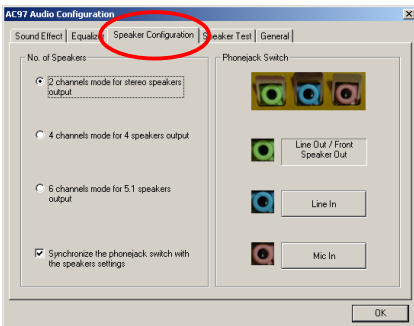 AC97 Audio Configuration
Sound Effect
Equalizer
Speaker Configuration
Speaker Test
General
No. of Speakers
2 channels mode for stereo speakers
output
4 channels mode for 4 speakers output
6 channels mode for 5.1 speakers
output
Synchronize the phonejack switch with
the speakers settings
Phonejack Switch
Line Out / Front
Speaker Out
Line In
Mic In
OK